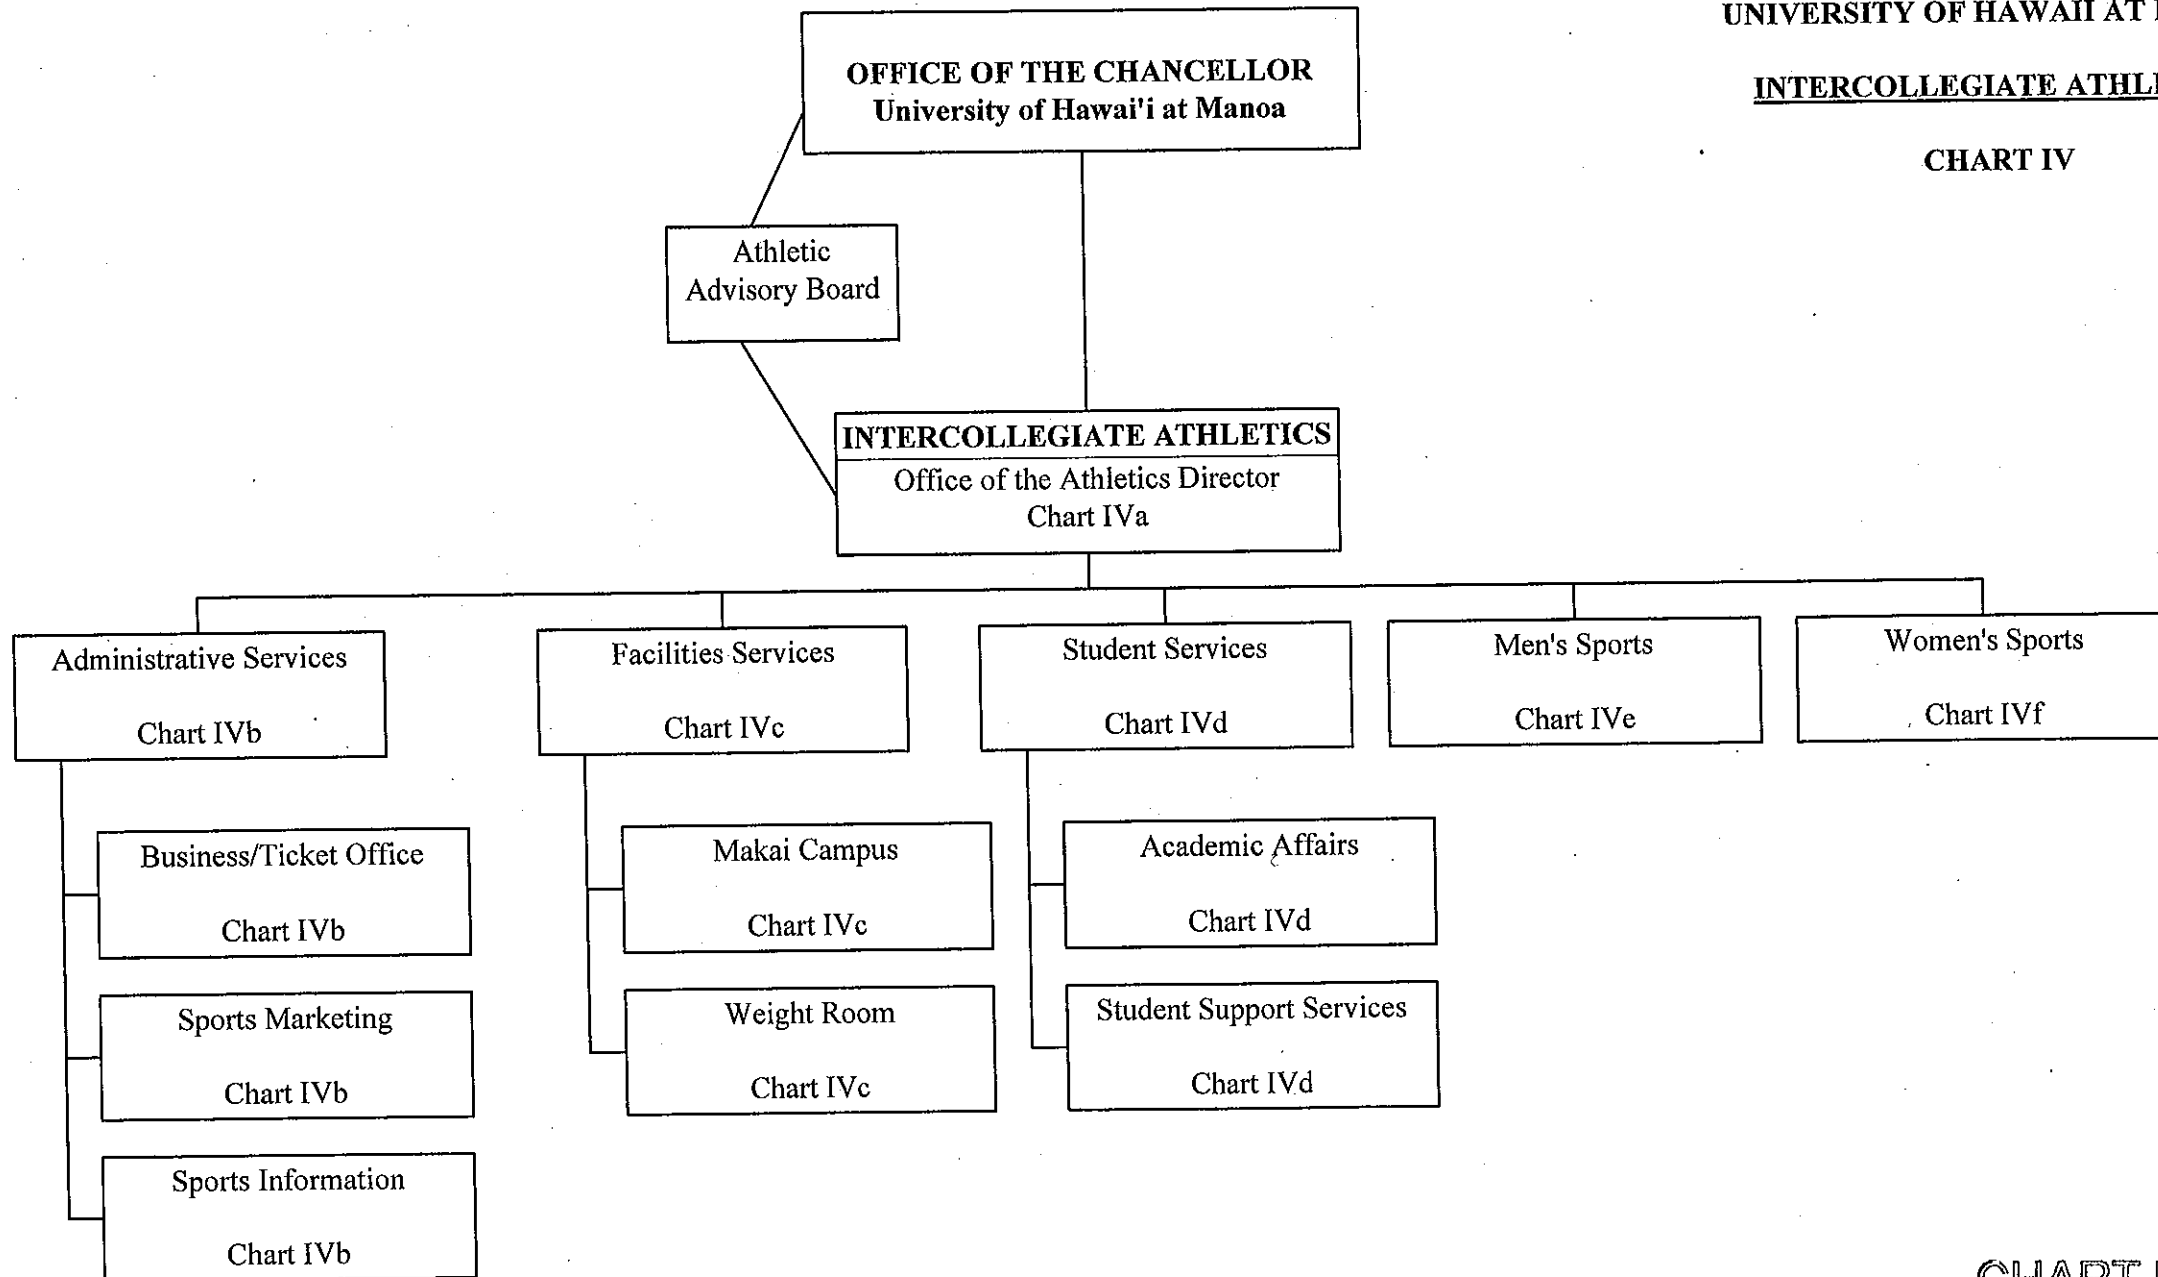 UNIVERSITY OF HAWAII AT
INTERCOLLEGIATE
CHART IV
OFFICE OF THE CHANCELLOR
University of Hawai'i at Manoa
Athletic
Advisory Board
INTERCOLLEGIATE ATHLETICS
Office of the Athletics Director
Chart IVa
Administrative Services
Chart IVb
Facilities Services
Chart IVc
Student Services
Chart IVd
Men's Sports
Chart IVe
Women's Sports
Chart IVf
Business/Ticket Office
Chart IVb
Sports Marketing
Chart IVb
Sports Information
Chart IVb
Makai Campus
Chart IVc
Weight Room
Chart IVc
Academic Affairs
Chart IVd
Student Support Services
Chart IVd
CHART